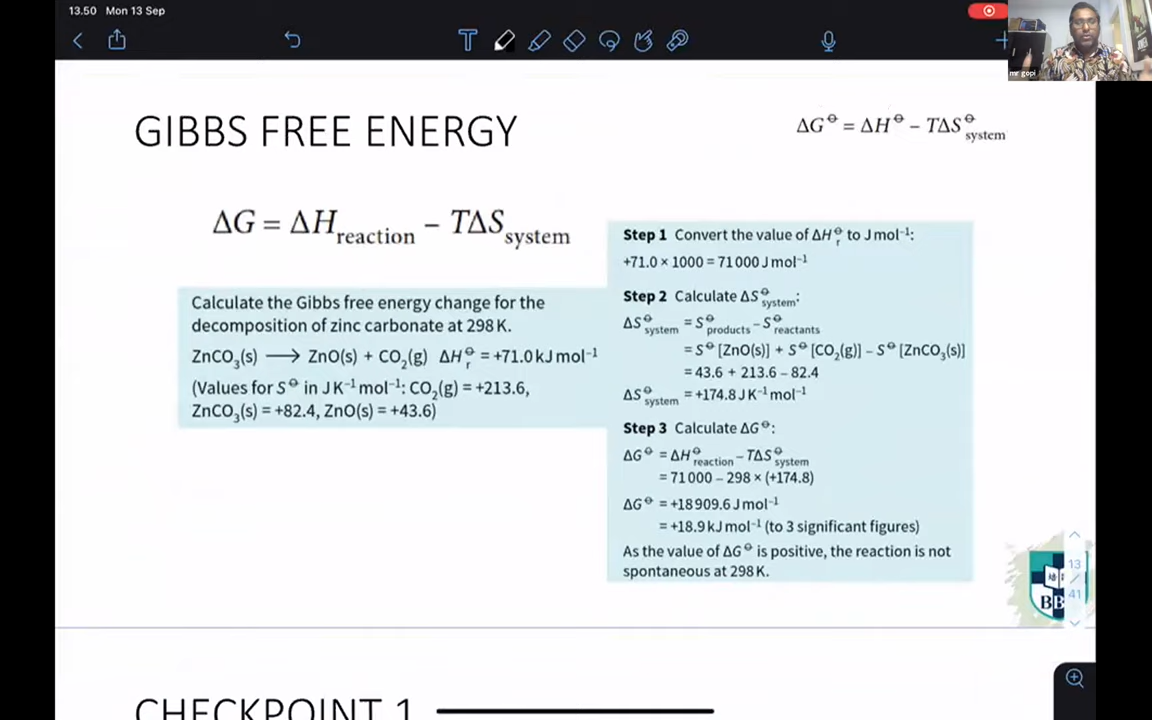 13.50 Mon 13 Sep
mr gopi
GIBBS FREE ENERGY
ΔG⦵ = ΔH⦵ − TΔS⦵system
ΔG = ΔHreaction − TΔSsystem
Calculate the Gibbs free energy change for the
decomposition of zinc carbonate at 298 K.
ZnCO₃(s) ⟶ ZnO(s) + CO₂(g) ΔHr⦵ = +71.0 kJ mol⁻¹
(Values for S⦵ in J K⁻¹ mol⁻¹: CO₂(g) = +213.6,
ZnCO₃(s) = +82.4, ZnO(s) = +43.6)
Step 1 Convert the value of ΔHr⦵ to J mol⁻¹:
+71.0 × 1000 = 71 000 J mol⁻¹
Step 2 Calculate ΔS⦵system:
ΔS⦵system = S⦵products − S⦵reactants
= S⦵ [ZnO(s)] + S⦵ [CO₂(g)] − S⦵ [ZnCO₃(s)]
= 43.6 + 213.6 − 82.4
ΔS⦵system = +174.8 J K⁻¹ mol⁻¹
Step 3 Calculate ΔG⦵:
ΔG⦵ = ΔH⦵reaction − TΔS⦵system
= 71 000 − 298 × (+174.8)
ΔG⦵ = +18 909.6 J mol⁻¹
= +18.9 kJ mol⁻¹ (to 3 significant figures)
As the value of ΔG⦵ is positive, the reaction is not
spontaneous at 298 K.
13
/
41
BB
CHECKPOINT 1